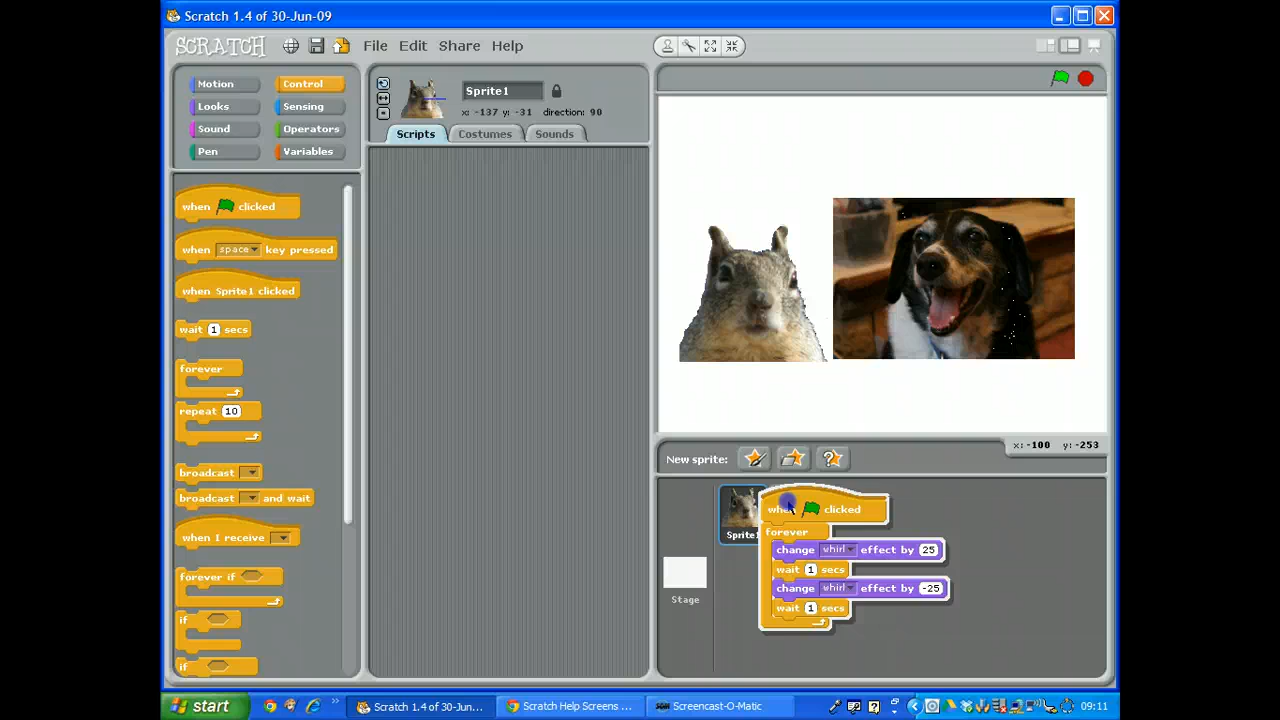 Scratch 1.4 of 30-Jun-09
SCRATCH
File Edit Share Help
Motion Control
Looks Sensing
Sound Operators
Pen Variables
Sprite1
x: -137 y: -31 direction: 90
Scripts Costumes Sounds
when clicked
when space key pressed
when Sprite1 clicked
wait 1 secs
forever
repeat 10
broadcast
broadcast and wait
when I receive
forever if
if
if
x: -100 y: -253
New sprite:
Sprite1
Stage
when clicked
forever
change whirl effect by 25
wait 1 secs
change whirl effect by -25
wait 1 secs
start
Scratch 1.4 of 30-Jun...
Scratch Help Screens ...
Screencast-O-Matic
09:11